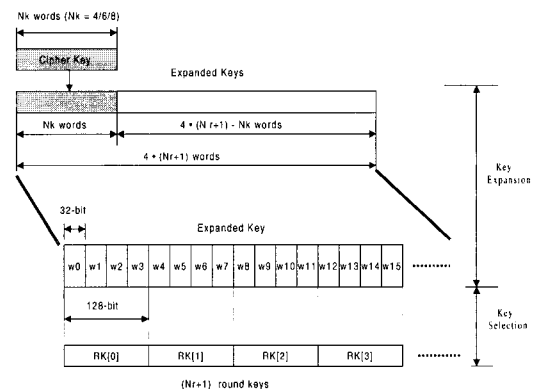 Nk words (Nk = 4/6/8)
Cipher Key
Expanded Keys
Nk words
4 • (N r+1) - Nk words
4 • (Nr+1) words
Key
Expansion
32-bit
Expanded Key
w0 w1 w2 w3 w4 w5 w6 w7 w8 w9 w10 w11 w12 w13 w14 w15 ..........
128-bit
Key
Selection
RK[0] RK[1] RK[2] RK[3] ..........
(Nr+1) round keys